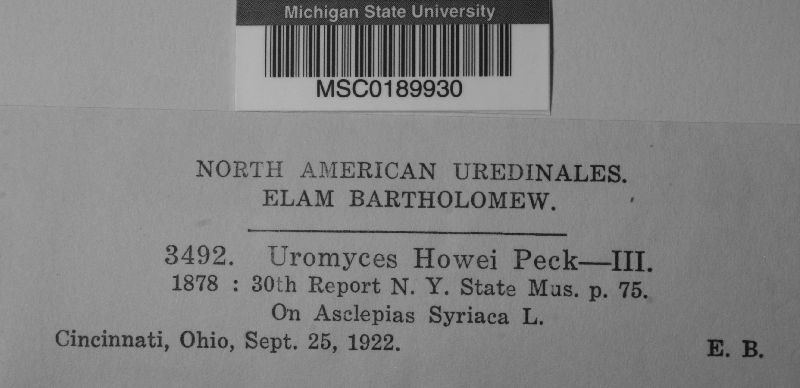 Michigan State University
MSC0189930
NORTH AMERICAN UREDINALES.
ELAM BARTHOLOMEW.
3492. Uromyces Howei Peck—III.
1878 : 30th Report N. Y. State Mus. p. 75.
On Asclepias Syriaca L.
Cincinnati, Ohio, Sept. 25, 1922. E. B.